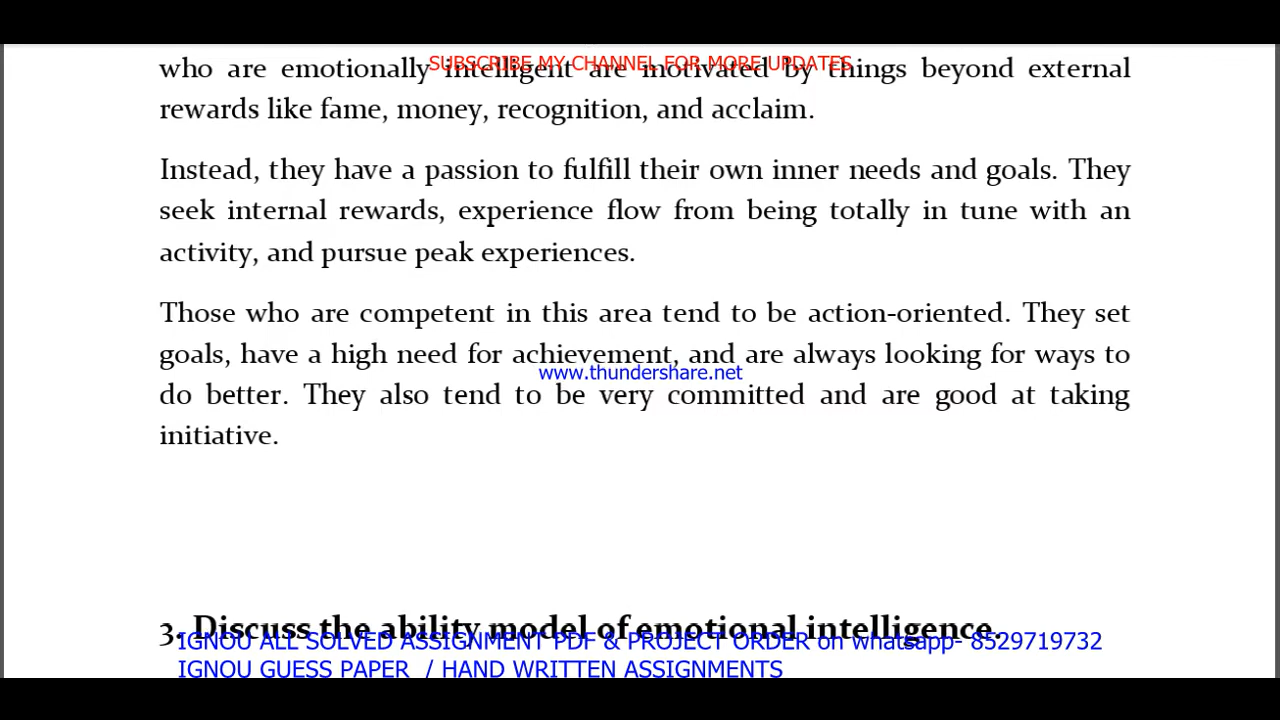 SUBSCRIBE MY CHANNEL FOR MORE UPDATES
who are emotionally intelligent are motivated by things beyond external
rewards like fame, money, recognition, and acclaim.
Instead, they have a passion to fulfill their own inner needs and goals. They
seek internal rewards, experience flow from being totally in tune with an
activity, and pursue peak experiences.
Those who are competent in this area tend to be action-oriented. They set
goals, have a high need for achievement, and are always looking for ways to
www.thundershare.net
do better. They also tend to be very committed and are good at taking
initiative.
3. Discuss the ability model of emotional intelligence.
IGNOU ALL SOLVED ASSIGNMENT PDF & PROJECT ORDER on whatsapp- 8529719732
IGNOU GUESS PAPER / HAND WRITTEN ASSIGNMENTS